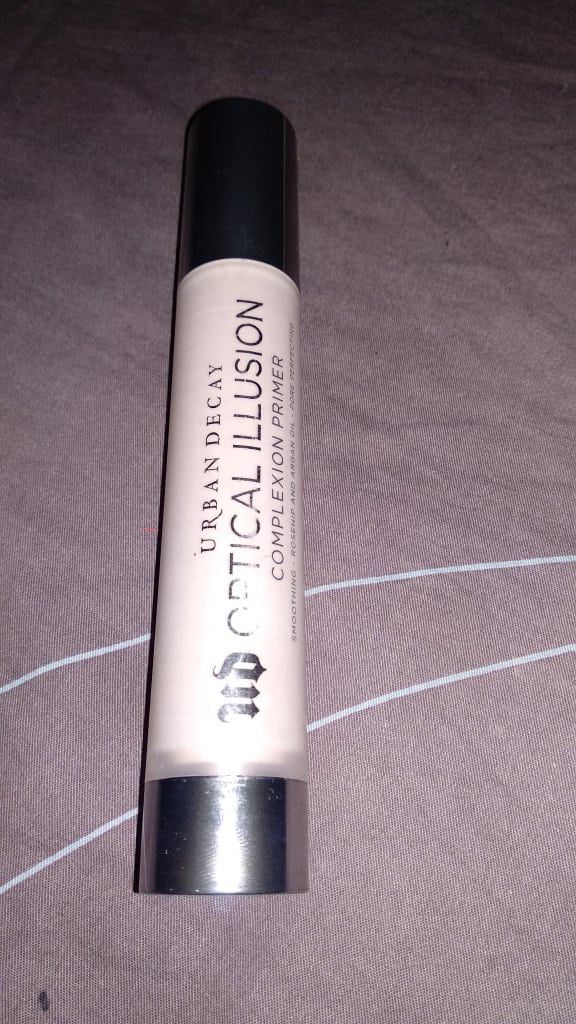 URBAN DECAY
UD OPTICAL ILLUSION
COMPLEXION PRIMER
SMOOTHING - ROSEHIP AND ARGAN OIL - PORE PERFECTING